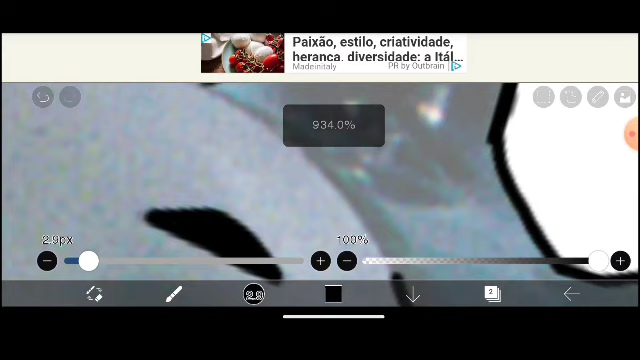 Paixão, estilo, criatividade,
herança, diversidade: a Itál...
Madeinitaly
PR by Outbrain
934.0%
2.9px
100%
2.9
2